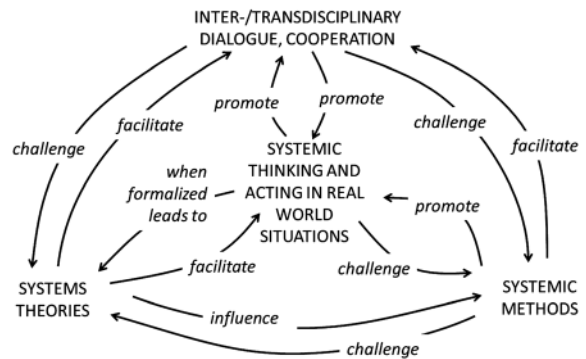 INTER-/TRANSDISCIPLINARY
DIALOGUE, COOPERATION
promote
promote
challenge
facilitate
challenge
facilitate
SYSTEMIC
THINKING AND
ACTING IN REAL
WORLD
SITUATIONS
when
formalized
leads to
promote
facilitate
challenge
SYSTEMS
THEORIES
SYSTEMIC
METHODS
influence
challenge